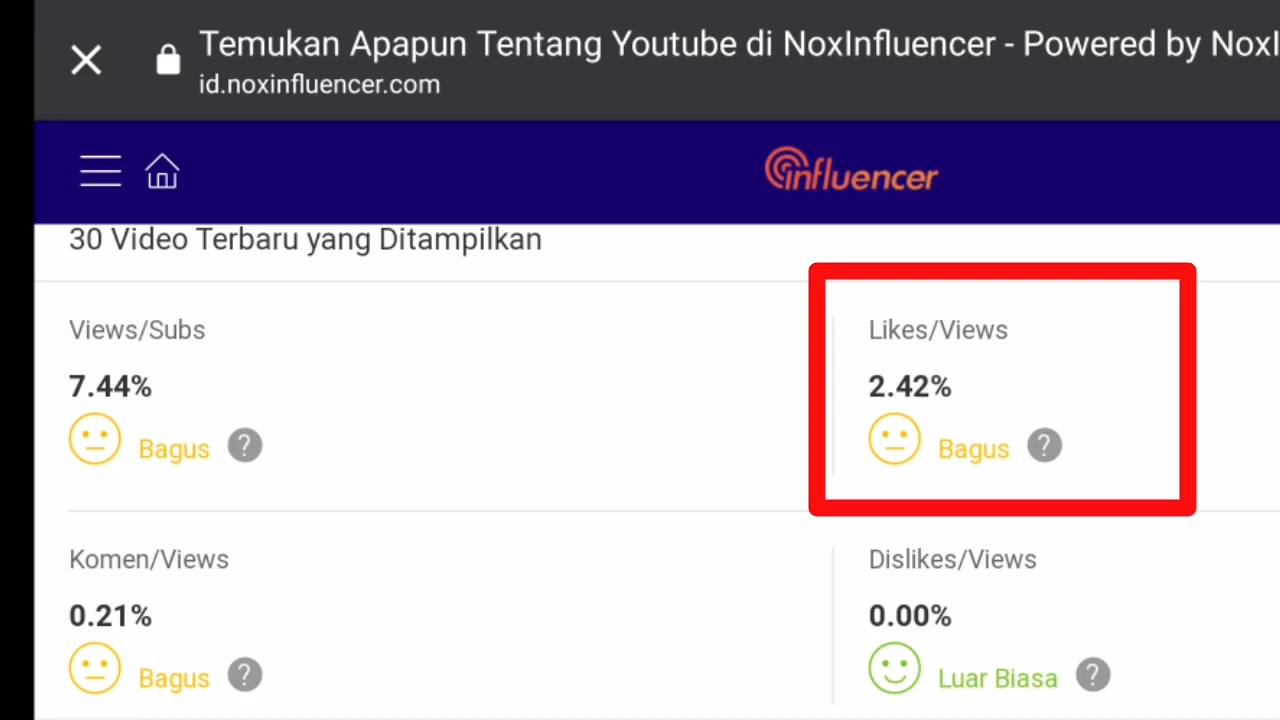 Temukan Apapun Tentang Youtube di NoxInfluencer - Powered by NoxI
id.noxinfluencer.com
influencer
30 Video Terbaru yang Ditampilkan
Views/Subs
7.44%
Bagus ?
Likes/Views
2.42%
Bagus ?
Komen/Views
0.21%
Bagus ?
Dislikes/Views
0.00%
Luar Biasa ?